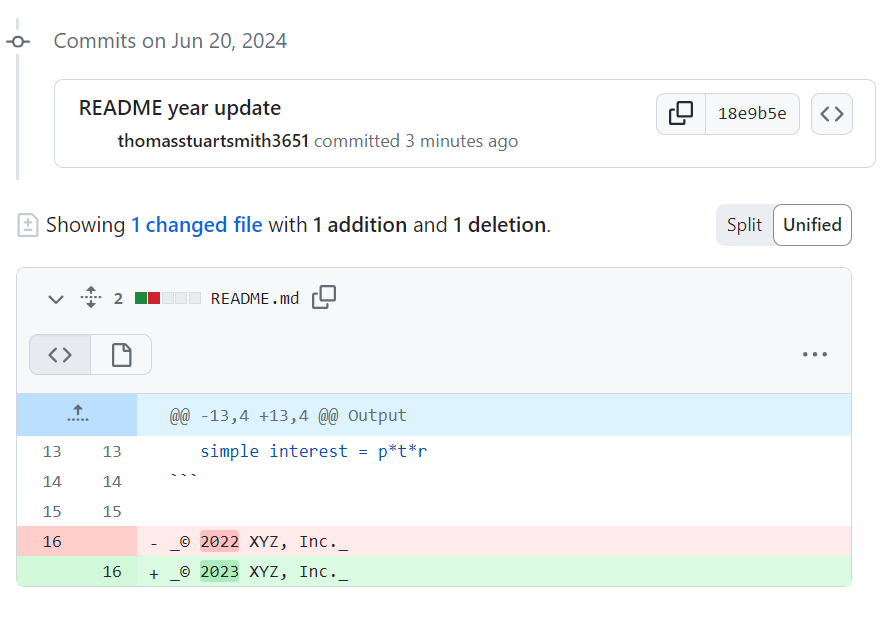 Commits on Jun 20, 2024
README year update
18e9b5e
thomasstuartsmith3651 committed 3 minutes ago
Showing 1 changed file with 1 addition and 1 deletion.
Split Unified
2 README.md
@@ -13,4 +13,4 @@ Output
13 13 simple interest = p*t*r
14 14 ```
15 15
16 - _© 2022 XYZ, Inc._
16 + _© 2023 XYZ, Inc._